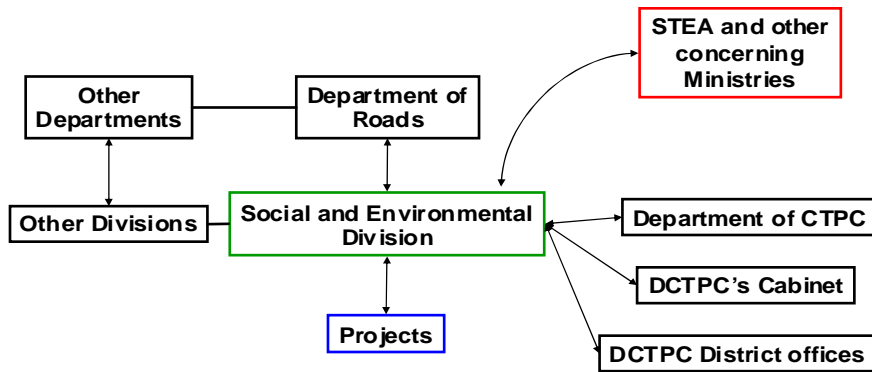 STEA and other
concerning
Ministries
Other
Departments
Department of
Roads
Other Divisions
Social and Environmental
Division
Department of CTPC
DCTPC's Cabinet
Projects
DCTPC District offices